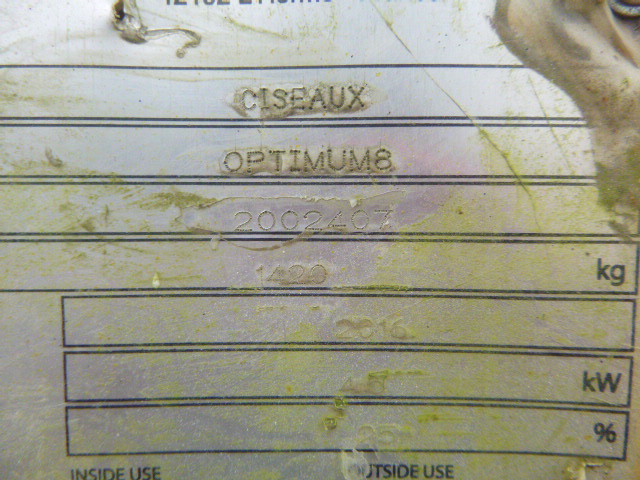 CISEAUX
OPTIMUM8
2002407
1420 kg
2016
kW
%
INSIDE USE OUTSIDE USE